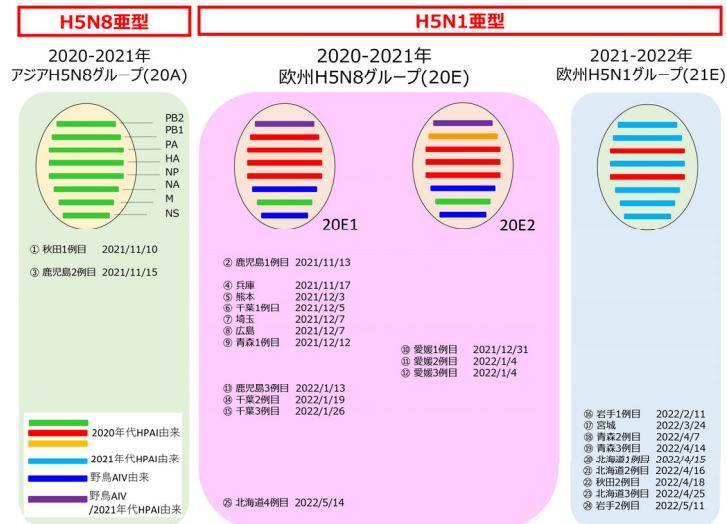 H5N8亜型
H5N1亜型
2020-2021年
アジアH5N8グループ(20A)
2020-2021年
欧州H5N8グループ(20E)
2021-2022年
欧州H5N1グループ(21E)
PB2
PB1
PA
HA
NP
NA
M
NS
20E1
20E2
① 秋田1例目 2021/11/10
③ 鹿児島2例目 2021/11/15
② 鹿児島1例目 2021/11/13
④ 兵庫 2021/11/17
⑤ 熊本 2021/12/3
⑥ 千葉1例目 2021/12/5
⑦ 埼玉 2021/12/7
⑧ 広島 2021/12/7
⑨ 青森1例目 2021/12/12
⑬ 鹿児島3例目 2022/1/13
⑭ 千葉2例目 2022/1/19
⑮ 千葉3例目 2022/1/26
㉕ 北海道4例目 2022/5/14
⑩ 愛媛1例目 2021/12/31
⑪ 愛媛2例目 2022/1/4
⑫ 愛媛3例目 2022/1/4
⑯ 岩手1例目 2022/2/11
⑰ 宮城 2022/3/24
⑱ 青森2例目 2022/4/7
⑲ 青森3例目 2022/4/14
⑳ 北海道1例目 2022/4/15
㉑ 北海道2例目 2022/4/16
㉒ 秋田2例目 2022/4/18
㉓ 北海道3例目 2022/4/25
㉔ 岩手2例目 2022/5/11
2020年代HPAI由来
2021年代HPAI由来
野鳥AIV由来
野鳥AIV
/2021年代HPAI由来